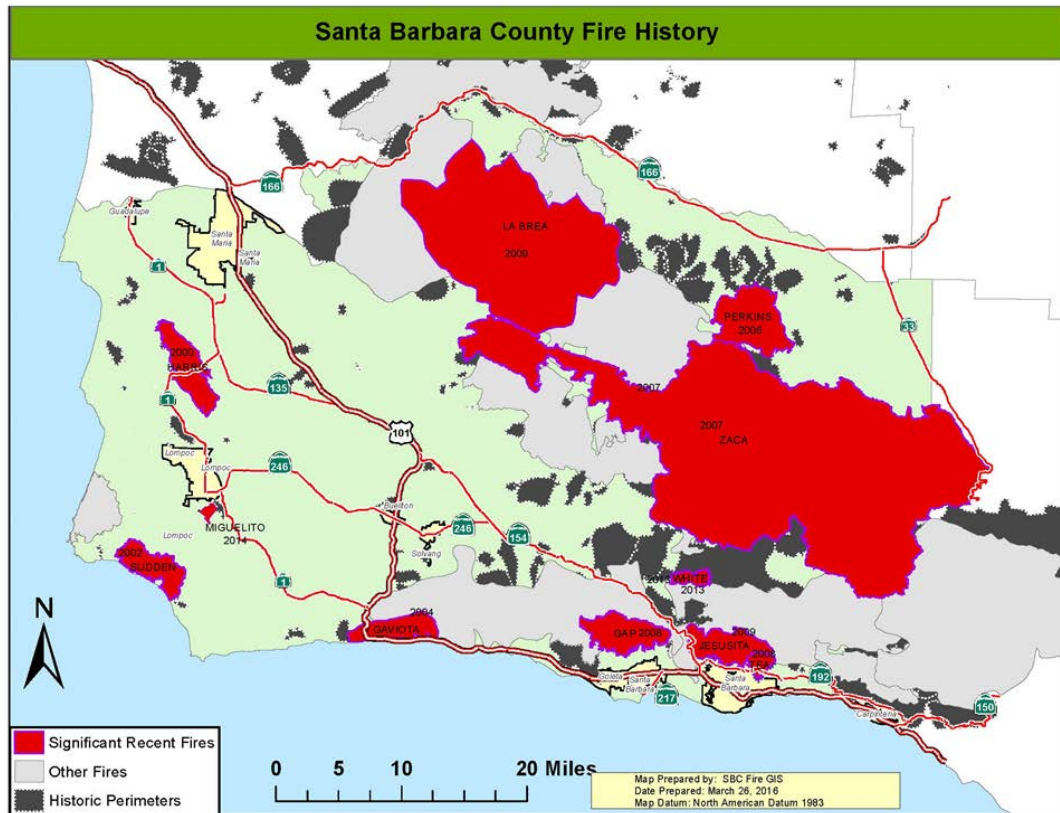 Santa Barbara County Fire History
166
166
LA BREA
2009
Guadalupe
Santa
Maria
Santa
Maria
1
PERKINS
2006
33
2000
HARRIS
135
1
2007
2007
ZACA
101
Lompoc
Lompoc
246
MIGUELITO
2014
Buellton
246
Solvang
154
Lompoc
2002
SUDDEN
1
2013
WHITE
2013
2004
GAVIOTA
GAP 2008
2009
JESUSITA
2008
TEA
Goleta
Santa
Barbara
Santa
Barbara
192
217
150
Carpinteria
N
Significant Recent Fires
Other Fires
Historic Perimeters
0 5 10 20 Miles
Map Prepared by: SBC Fire GIS
Date Prepared: March 26, 2016
Map Datum: North American Datum 1983